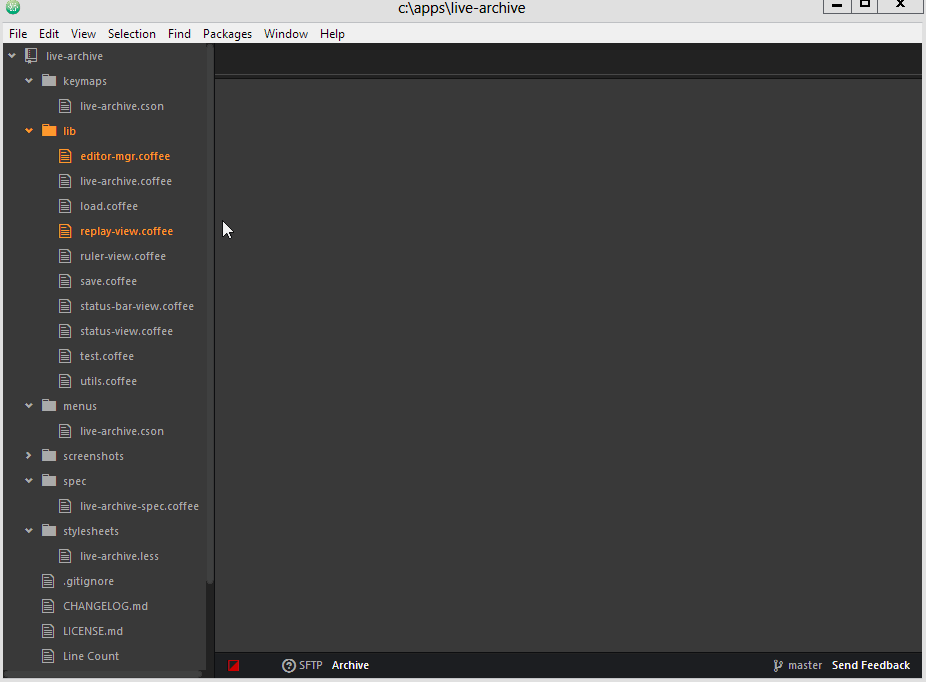 c:\apps\live-archive
File Edit View Selection Find Packages Window Help
live-archive
keymaps
live-archive.cson
lib
editor-mgr.coffee
live-archive.coffee
load.coffee
replay-view.coffee
ruler-view.coffee
save.coffee
status-bar-view.coffee
status-view.coffee
test.coffee
utils.coffee
menus
live-archive.cson
screenshots
spec
live-archive-spec.coffee
stylesheets
live-archive.less
.gitignore
CHANGELOG.md
LICENSE.md
Line Count
SFTP Archive master Send Feedback